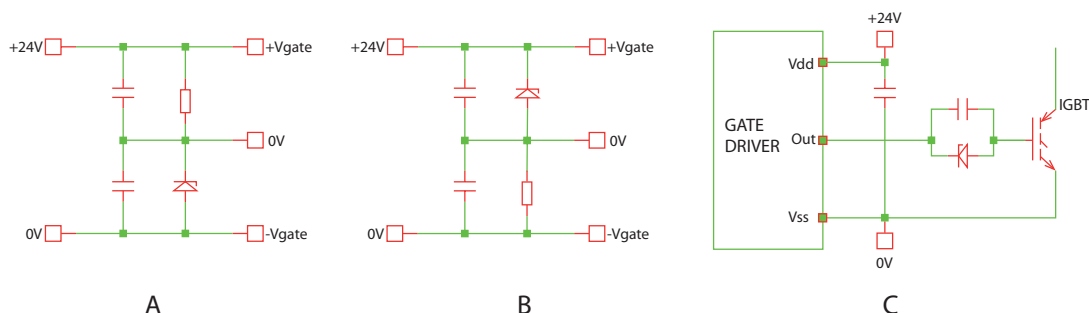 +24V
+Vgate
0V
0V
-Vgate
A
+24V
+Vgate
0V
0V
-Vgate
B
+24V
Vdd
GATE
DRIVER
Out
IGBT
Vss
0V
C